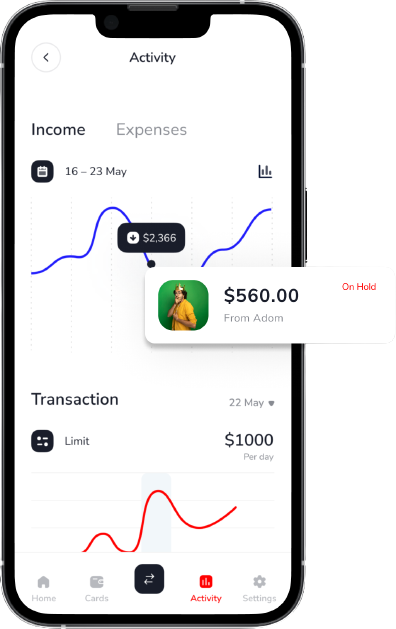 Activity
Income Expenses
16 – 23 May
$2,366
$560.00
On Hold
From Adom
Transaction
22 May
Limit
$1000
Per day
Home Cards Activity Settings